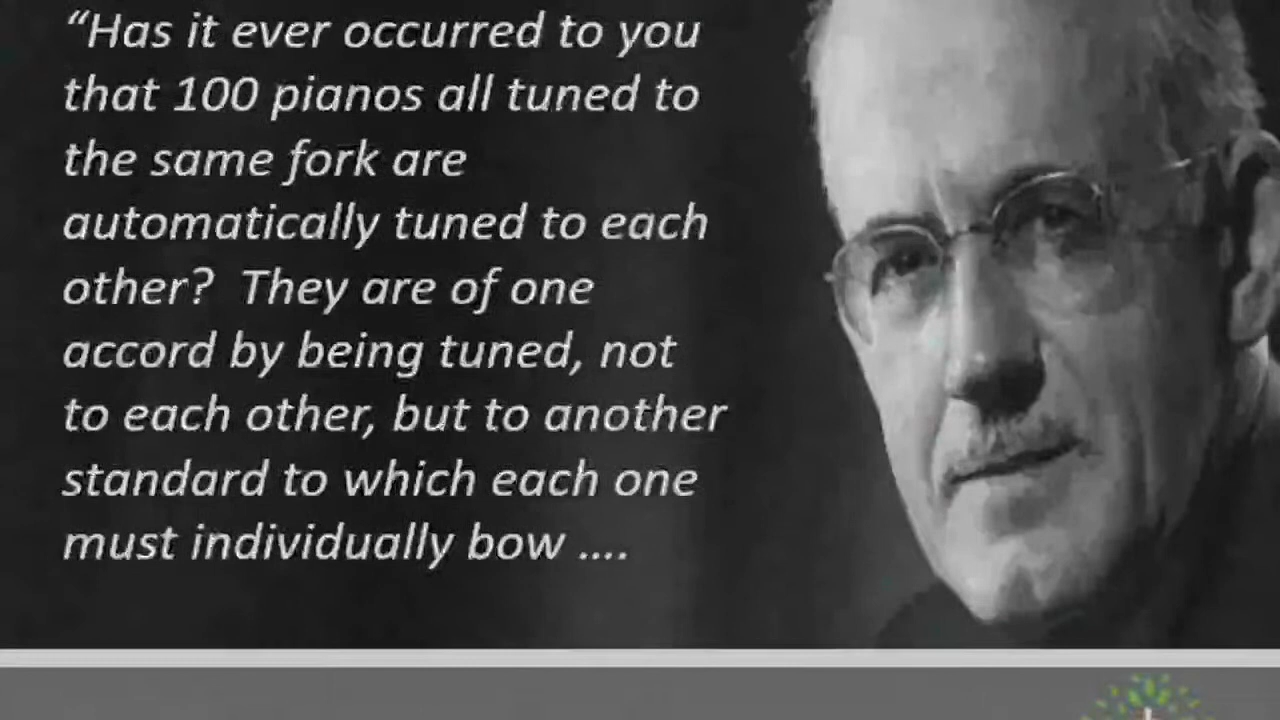 “Has it ever occurred to you
that 100 pianos all tuned to
the same fork are
automatically tuned to each
other?  They are of one
accord by being tuned, not
to each other, but to another
standard to which each one
must individually bow ....